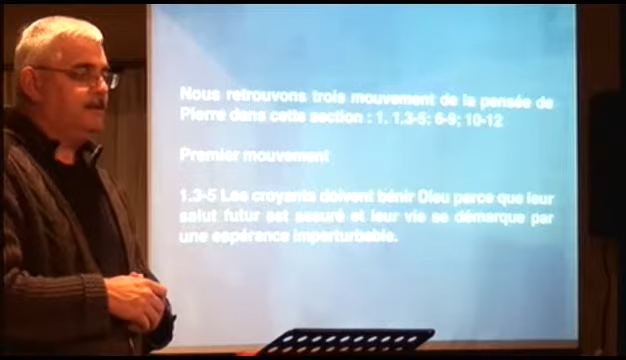 Nous retrouvons trois mouvement de la pensée de
Pierre dans cette section : 1. 1.3-5; 6-9; 10-12
Premier mouvement
1.3-5 Les croyants doivent bénir Dieu parce que leur
salut futur est assuré et leur vie se démarque par
une espérance imperturbable.